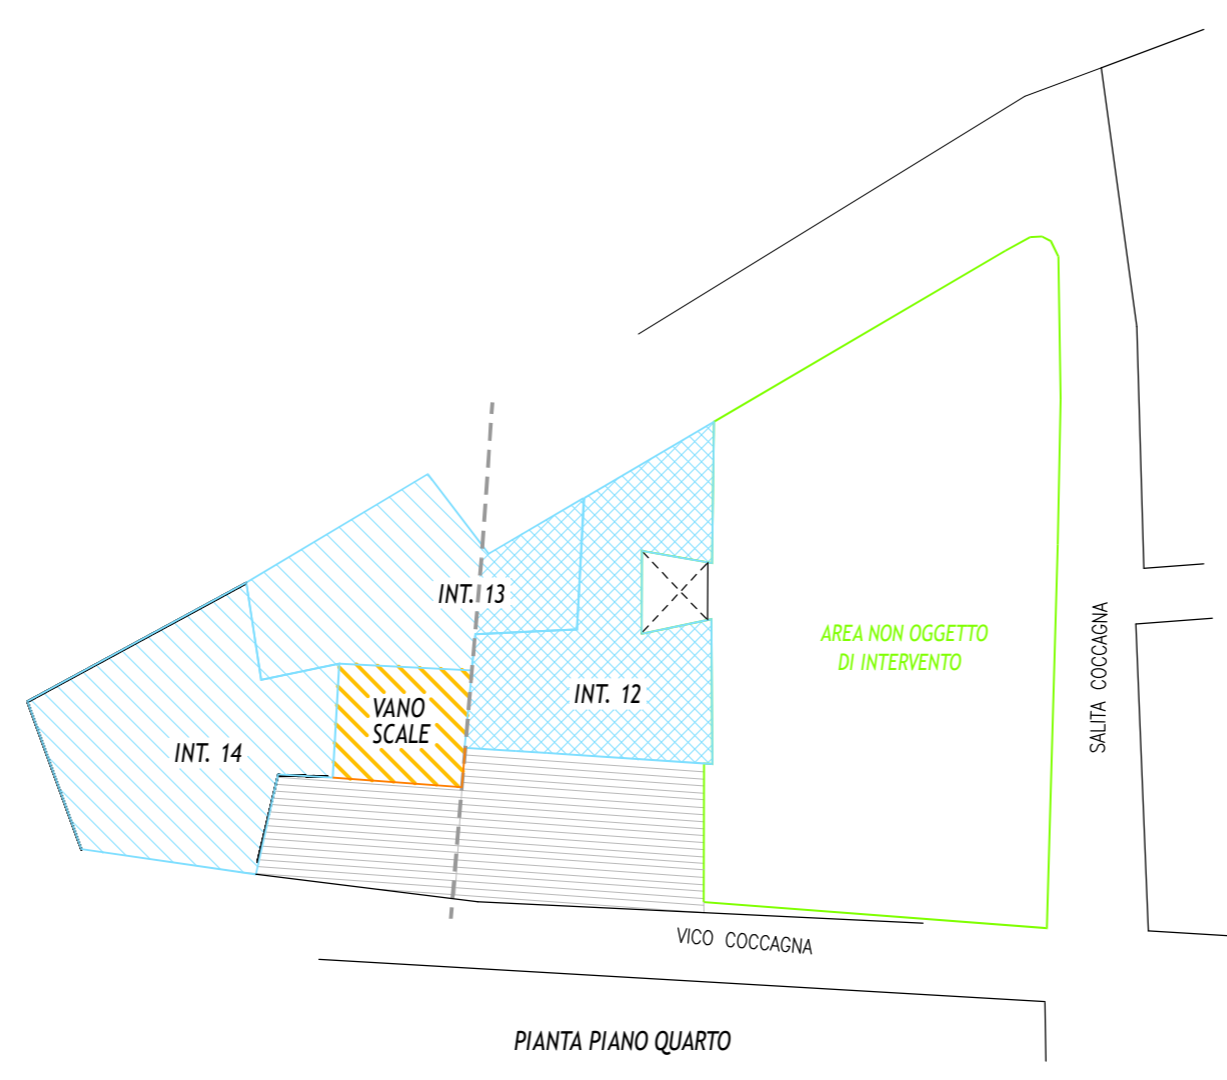 INT. 13
AREA NON OGGETTO
DI INTERVENTO
SALITA COCCAGNA
INT. 12
VANO
SCALE
INT. 14
VICO COCCAGNA
PIANTA PIANO QUARTO